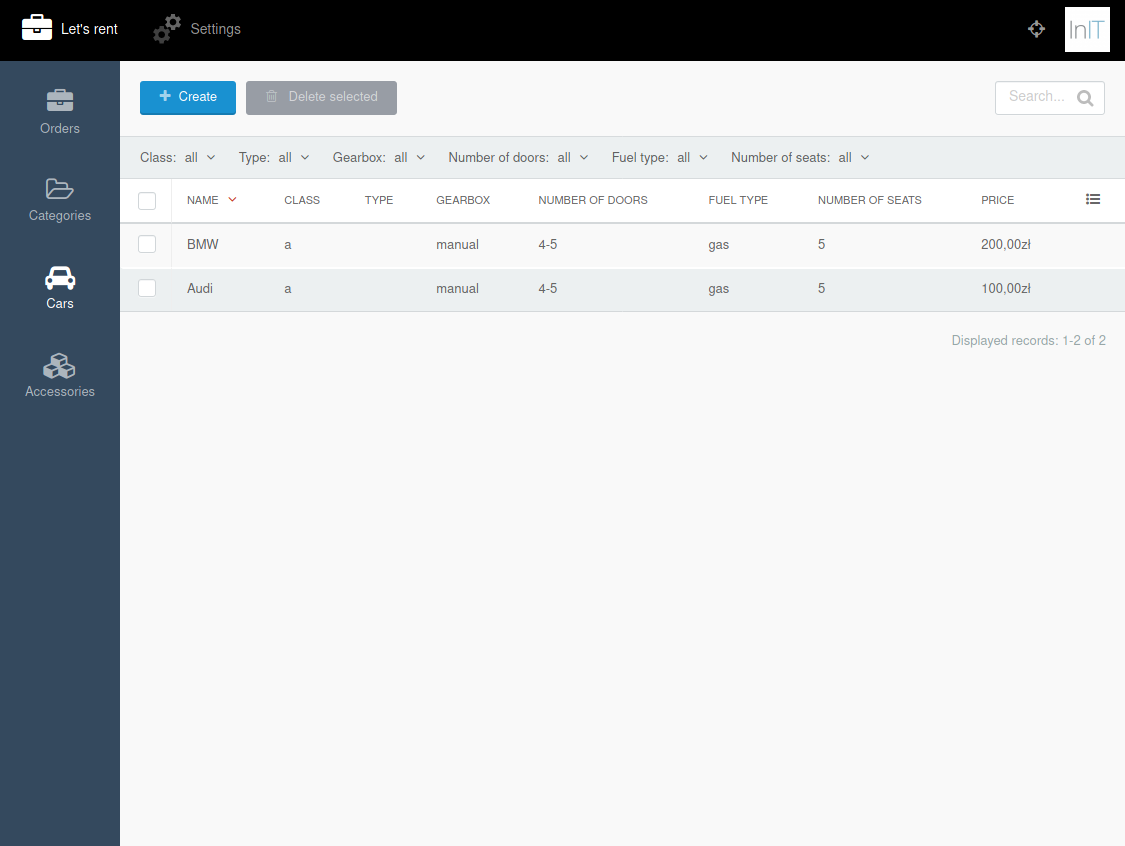 Let's rent Settings InIT
Create Delete selected Search...
Orders
Class: all Type: all Gearbox: all Number of doors: all Fuel type: all Number of seats: all
NAME CLASS TYPE GEARBOX NUMBER OF DOORS FUEL TYPE NUMBER OF SEATS PRICE
Categories
BMW a manual 4-5 gas 5 200,00zł
Audi a manual 4-5 gas 5 100,00zł
Cars
Displayed records: 1-2 of 2
Accessories